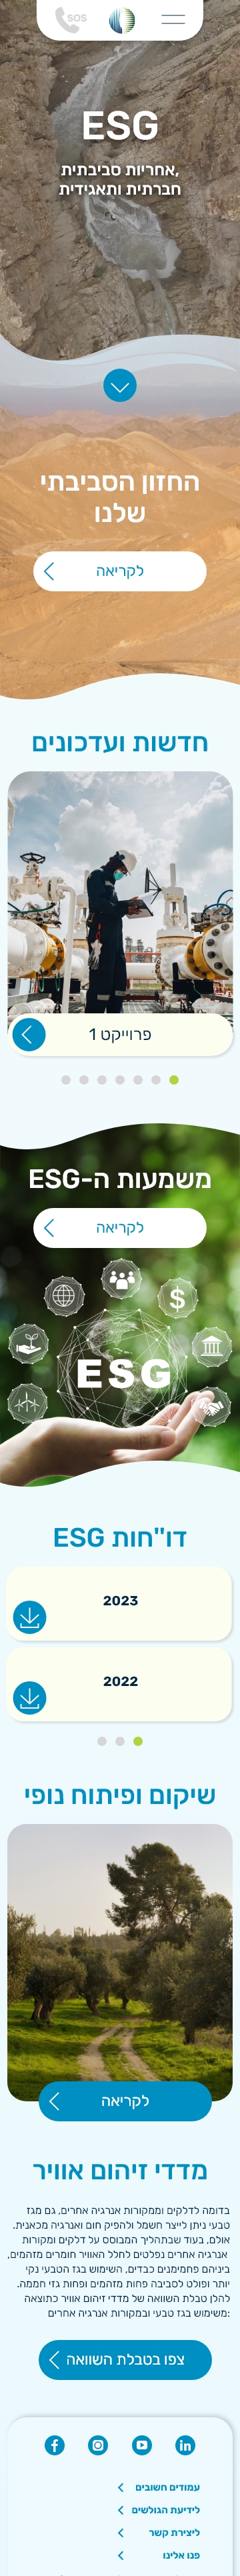 SOS
ESG
אחריות סביבתית,
חברתית ותאגידית
החזון הסביבתי
שלנו
לקריאה
חדשות ועדכונים
פרוייקט 1
משמעות ה-ESG
לקריאה
ESG
דו"חות ESG
2023
2022
שיקום ופיתוח נופי
לקריאה
מדדי זיהום אוויר
בדומה לדלקים וממקורות אנרגיה אחרים, גם מגז
טבעי ניתן לייצר חשמל ולהפיק חום ואנרגיה מכאנית.
אולם, בעוד שבתהליך המבוסס על דלקים ומקורות
אנרגיה אחרים נפלטים לחלל האוויר חומרים מזהמים,
ביניהם פחמימנים כבדים, השימוש בגז הטבעי נקי
יותר ופולט לסביבה פחות מזהמים ופחות גזי חממה.
להלן טבלת השוואה של מדדי זיהום אוויר כתוצאה
משימוש בגז טבעי ובמקורות אנרגיה אחרים:
צפו בטבלת השוואה
עמודים חשובים
לידיעת הגולשים
ליצירת קשר
פנו אלינו